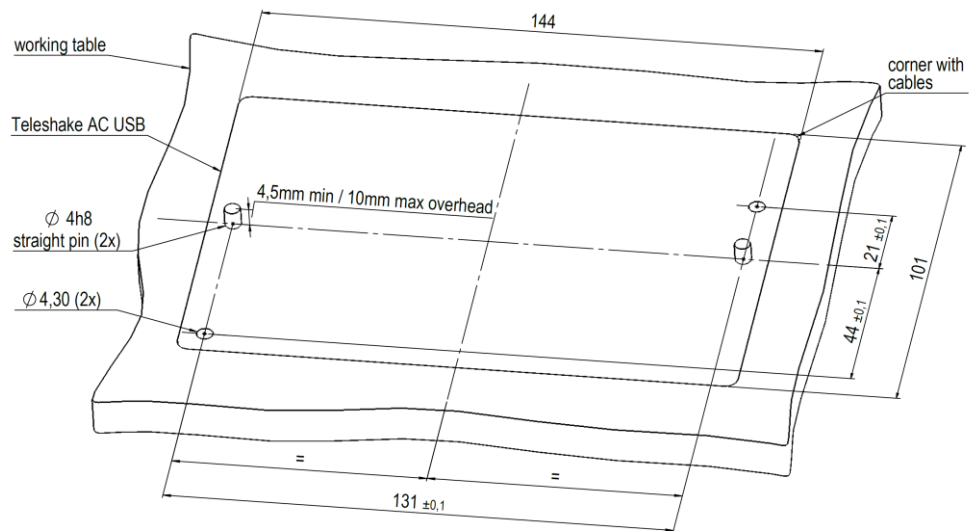 144
working table
corner with
cables
Teleshake AC USB
4,5mm min / 10mm max overhead
∅ 4h8
straight pin (2x)
21 ±0,1
101
∅ 4,30 (2x)
44 ±0,1
=
=
131 ±0,1